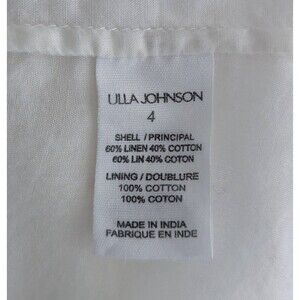 ULLA JOHNSON
4
SHELL / PRINCIPAL
60% LINEN 40% COTTON
60% LIN 40% COTON
LINING / DOUBLURE
100% COTTON
100% COTON
MADE IN INDIA
FABRIQUE EN INDE